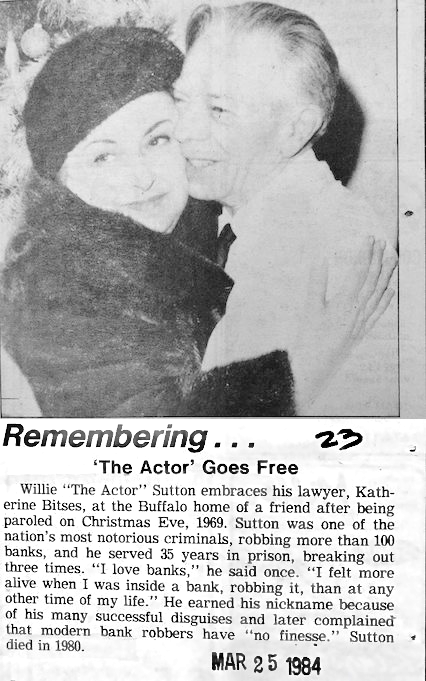 Remembering... 23
'The Actor' Goes Free
Willie "The Actor" Sutton embraces his lawyer, Kath-
erine Bitses, at the Buffalo home of a friend after being
paroled on Christmas Eve, 1969. Sutton was one of the
nation's most notorious criminals, robbing more than 100
banks, and he served 35 years in prison, breaking out
three times. "I love banks," he said once. "I felt more
alive when I was inside a bank, robbing it, than at any
other time of my life." He earned his nickname because
of his many successful disguises and later complained
that modern bank robbers have "no finesse." Sutton
died in 1980.
MAR 25 1984